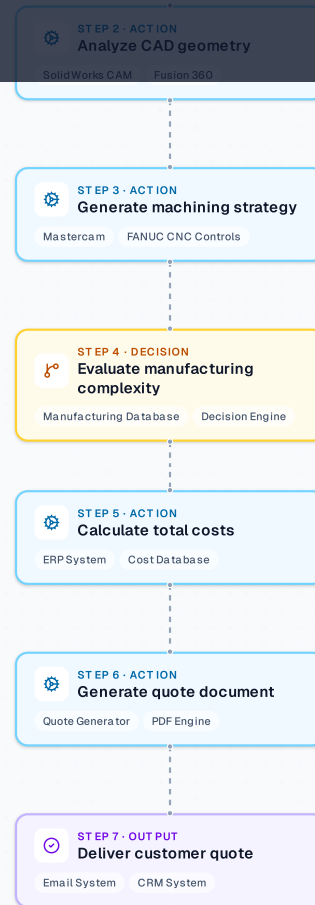 STEP 2 · ACTION
Analyze CAD geometry
SolidWorks CAM Fusion 360
STEP 3 · ACTION
Generate machining strategy
Mastercam FANUC CNC Controls
STEP 4 · DECISION
Evaluate manufacturing
complexity
Manufacturing Database Decision Engine
STEP 5 · ACTION
Calculate total costs
ERP System Cost Database
STEP 6 · ACTION
Generate quote document
Quote Generator PDF Engine
STEP 7 · OUTPUT
Deliver customer quote
Email System CRM System